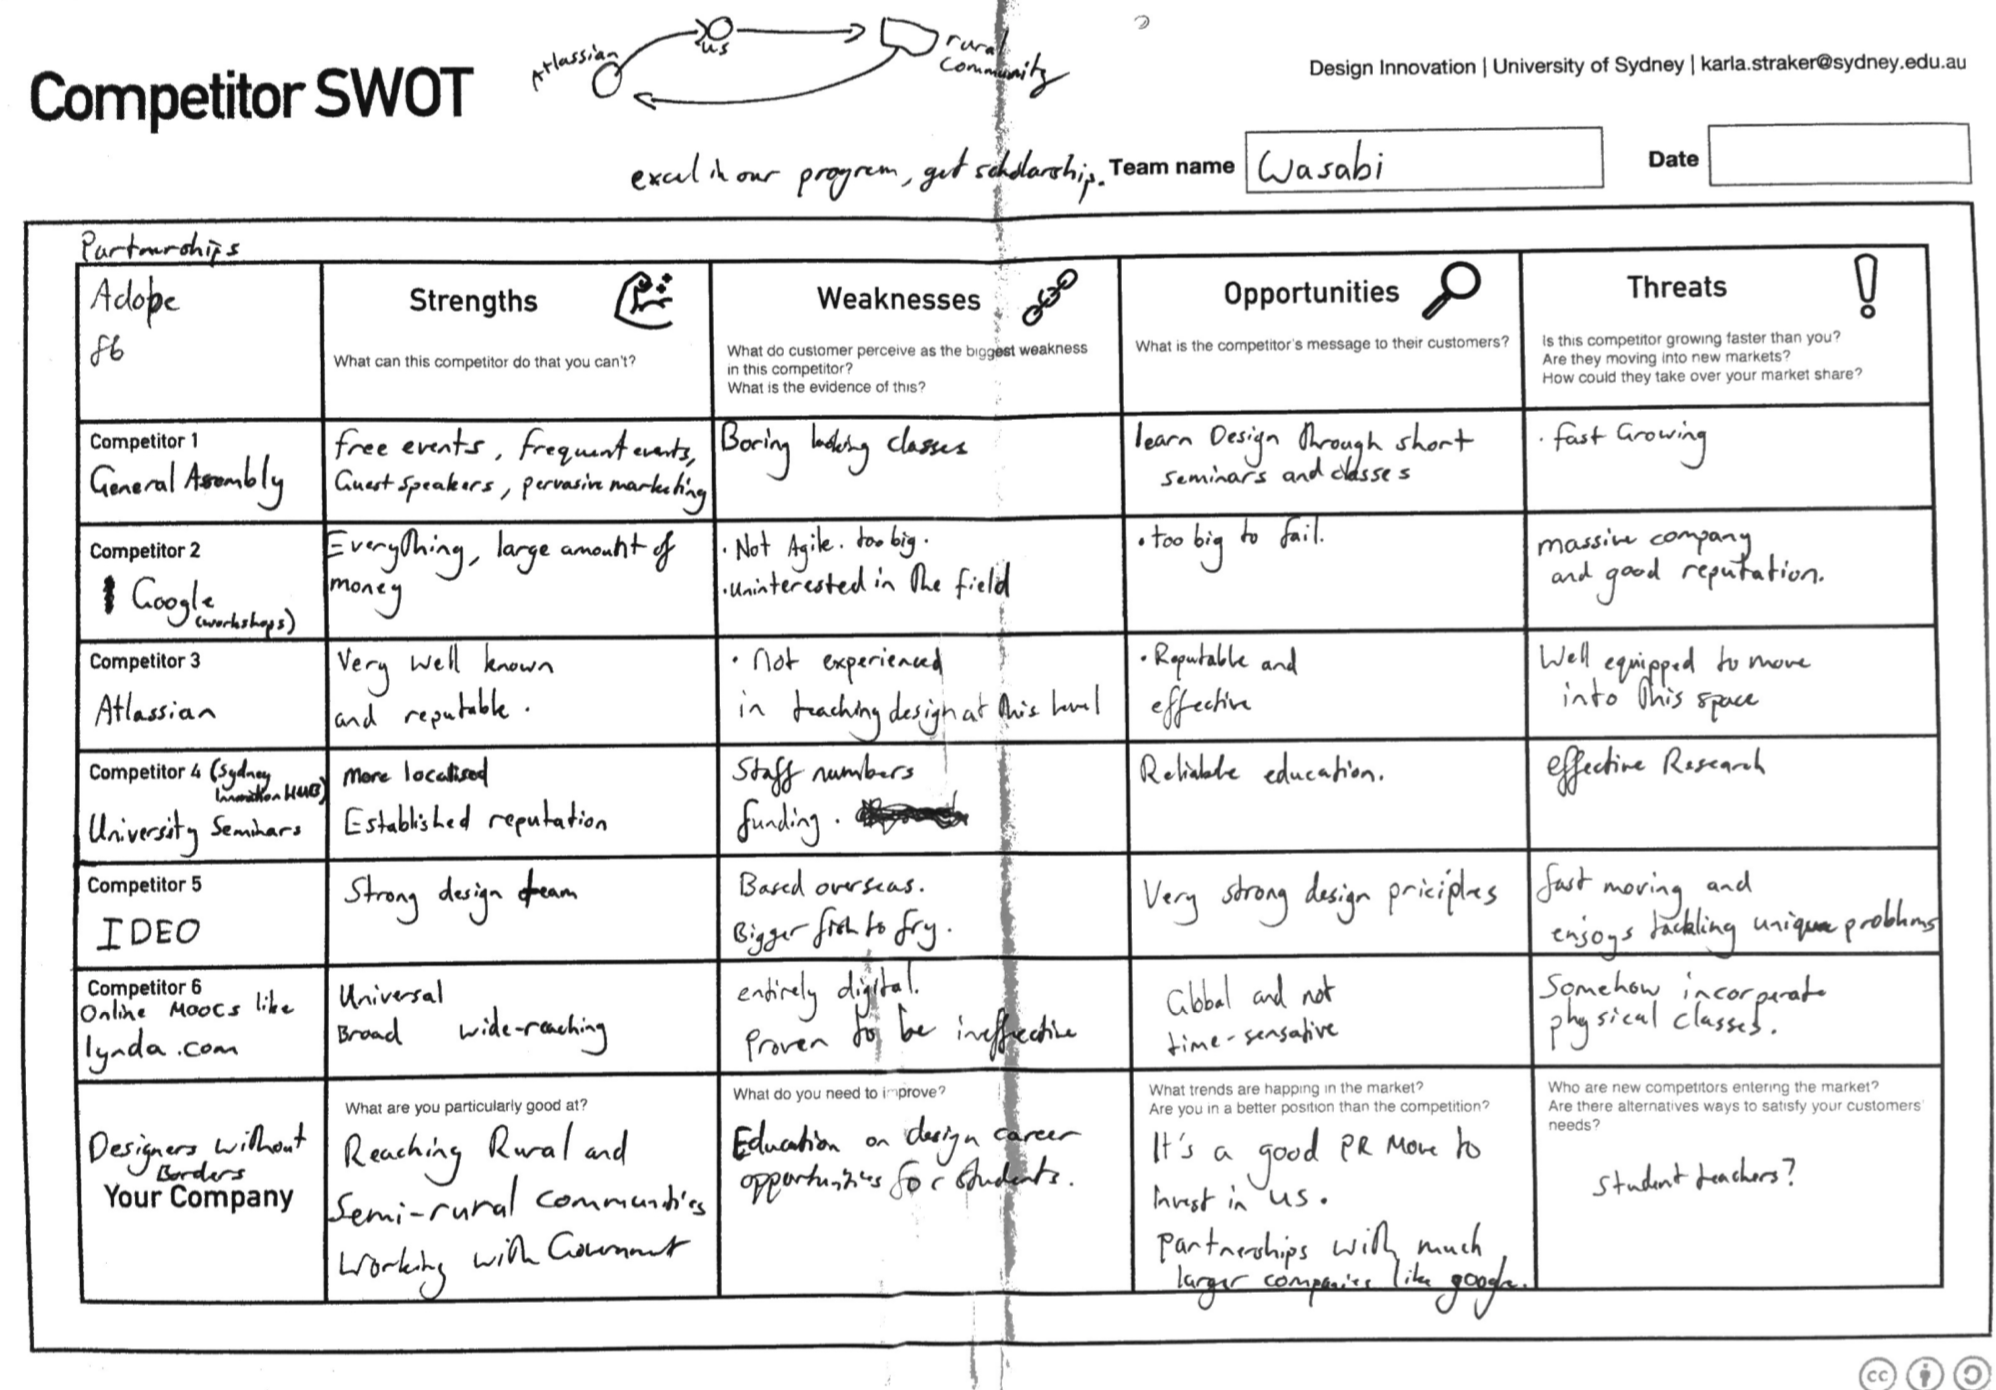 Atlassian
us
rural
community
Competitor SWOT
Design Innovation | University of Sydney | karla.straker@sydney.edu.au
excel in our program, get scholarship.
Team name
Wasabi
Date
Partnerships
Adobe
fb
Strengths
What can this competitor do that you can't?
Weaknesses
What do customer perceive as the biggest weakness
in this competitor?
What is the evidence of this?
Opportunities
What is the competitor's message to their customers?
Threats
Is this competitor growing faster than you?
Are they moving into new markets?
How could they take over your market share?
Competitor 1
General Assembly
free events, frequent events,
Guest speakers, pervasive marketing
Boring looking classes
learn Design through short
seminars and classes
· fast Growing
Competitor 2
Google
(workshops)
Everything, large amount of
money
· Not Agile. too big.
· uninterested in the field
· too big to fail.
massive company
and good reputation.
Competitor 3
Atlassian
Very well known
and reputable.
· not experienced
in teaching design at this level
· Reputable and
effective
Well equipped to move
into this space
Competitor 4 (Sydney
Innovation HUB)
University Seminars
more localised
Established reputation
Staff numbers
funding.
Reliable education.
effective Research
Competitor 5
IDEO
Strong design team
Based overseas.
Bigger fish to fry.
Very strong design priciples
fast moving and
enjoys tackling unique problems
Competitor 6
Online MOOCs like
lynda.com
Universal
Broad wide-reaching
entirely digital.
Proven to be ineffective
Global and not
time-sensative
Somehow incorporate
physical classes.
Designers without
Borders
Your Company
What are you particularly good at?
Reaching Rural and
Semi-rural communities
Working with Government
What do you need to improve?
Education on design career
opportunities for students.
What trends are happing in the market?
Are you in a better position than the competition?
It's a good PR move to
invest in us.
partnerships with much
larger companies like google.
Who are new competitors entering the market?
Are there alternatives ways to satisfy your customers'
needs?
student teachers?
cc